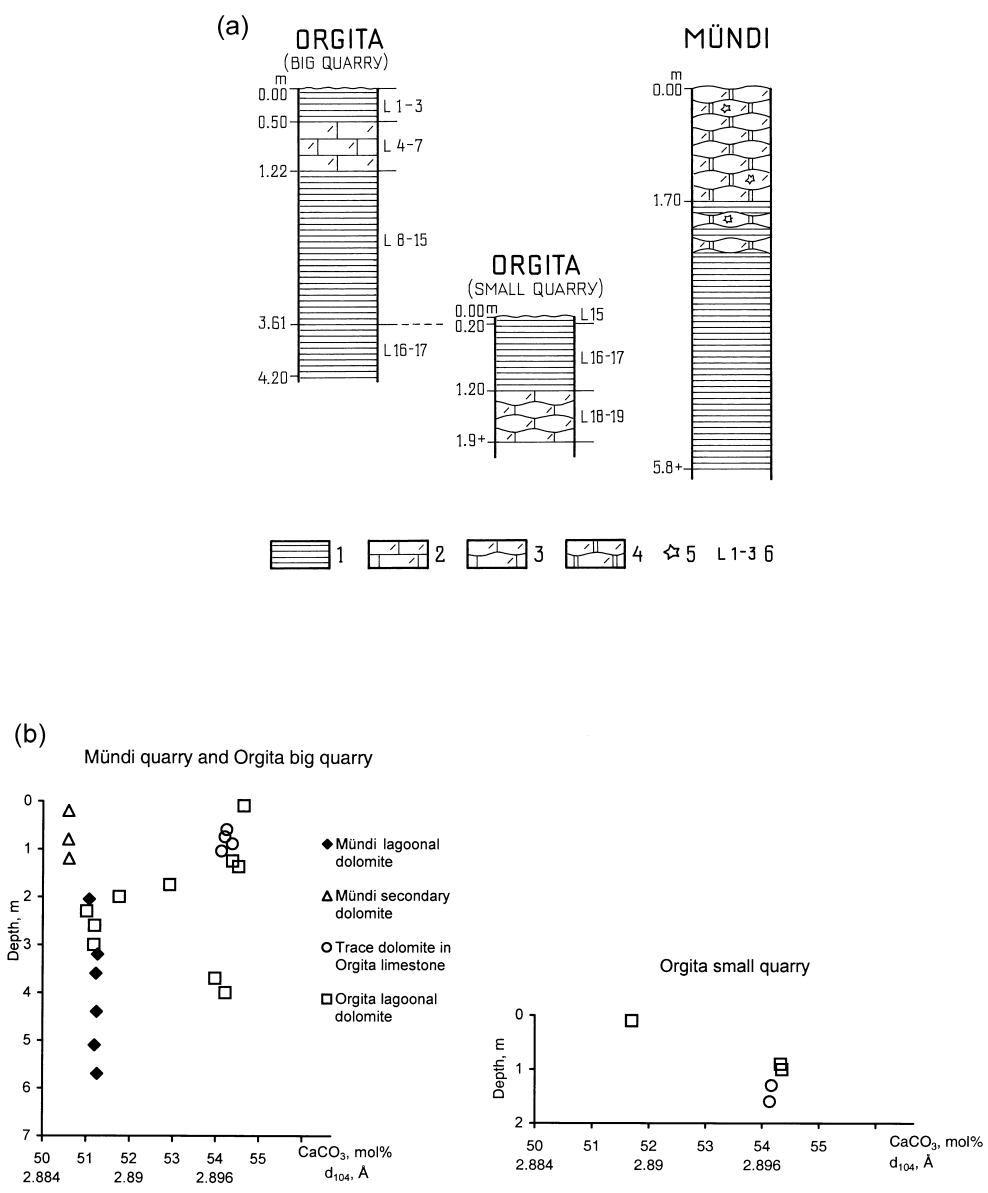 (a)
ORGITA
(BIG QUARRY)
m
0.00
L 1-3
0.50
L 4-7
1.22
L 8-15
3.61
L16-17
4.20
ORGITA
(SMALL QUARRY)
0.00m
L15
0.20
L16-17
1.20
L18-19
1.9+
MÜNDI
m
0.00
1.70
5.8+
1 2 3 4 5 L 1-3 6
(b)
Mündi quarry and Orgita big quarry
0
1
2
3
4
5
6
7
Depth, m
50 51 52 53 54 55 CaCO₃, mol%
2.884 2.89 2.896 d₁₀₄, Å
Mündi lagoonal
dolomite
Mündi secondary
dolomite
Trace dolomite in
Orgita limestone
Orgita lagoonal
dolomite
Orgita small quarry
0
1
2
Depth, m
50 51 52 53 54 55 CaCO₃, mol%
2.884 2.89 2.896 d₁₀₄, Å